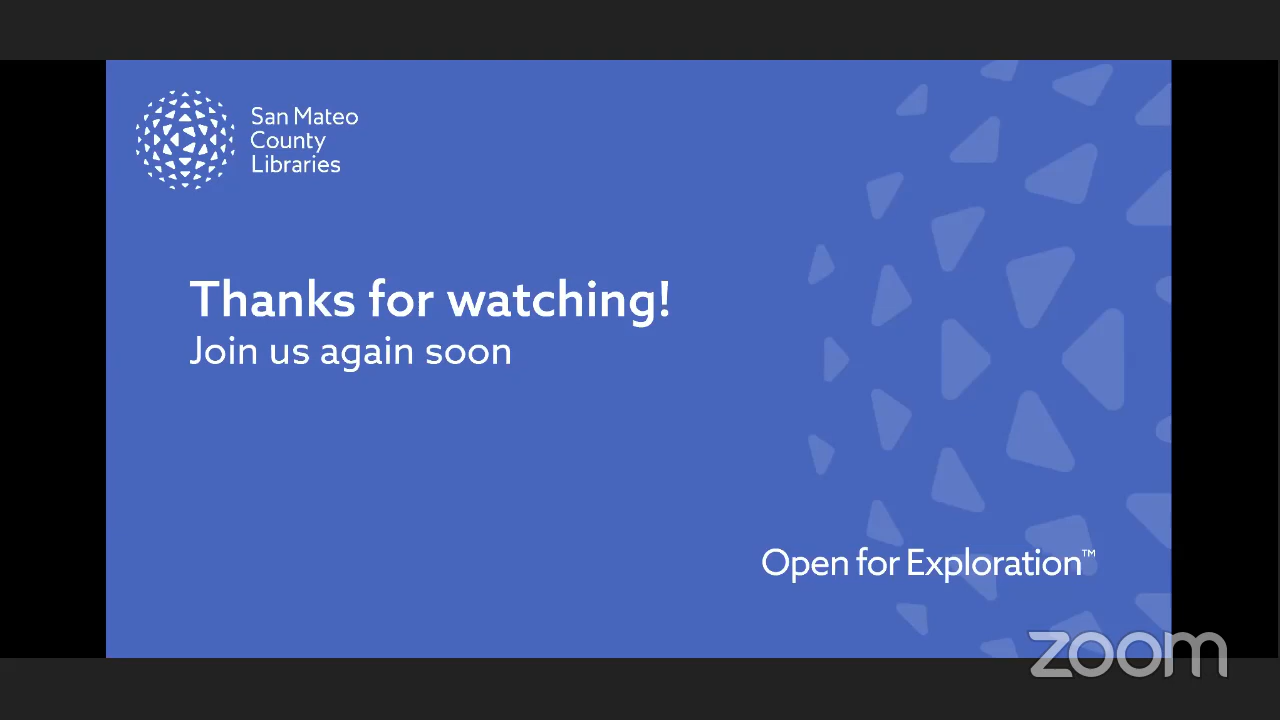 San Mateo
County
Libraries
Thanks for watching!
Join us again soon
Open for Exploration™
zoom